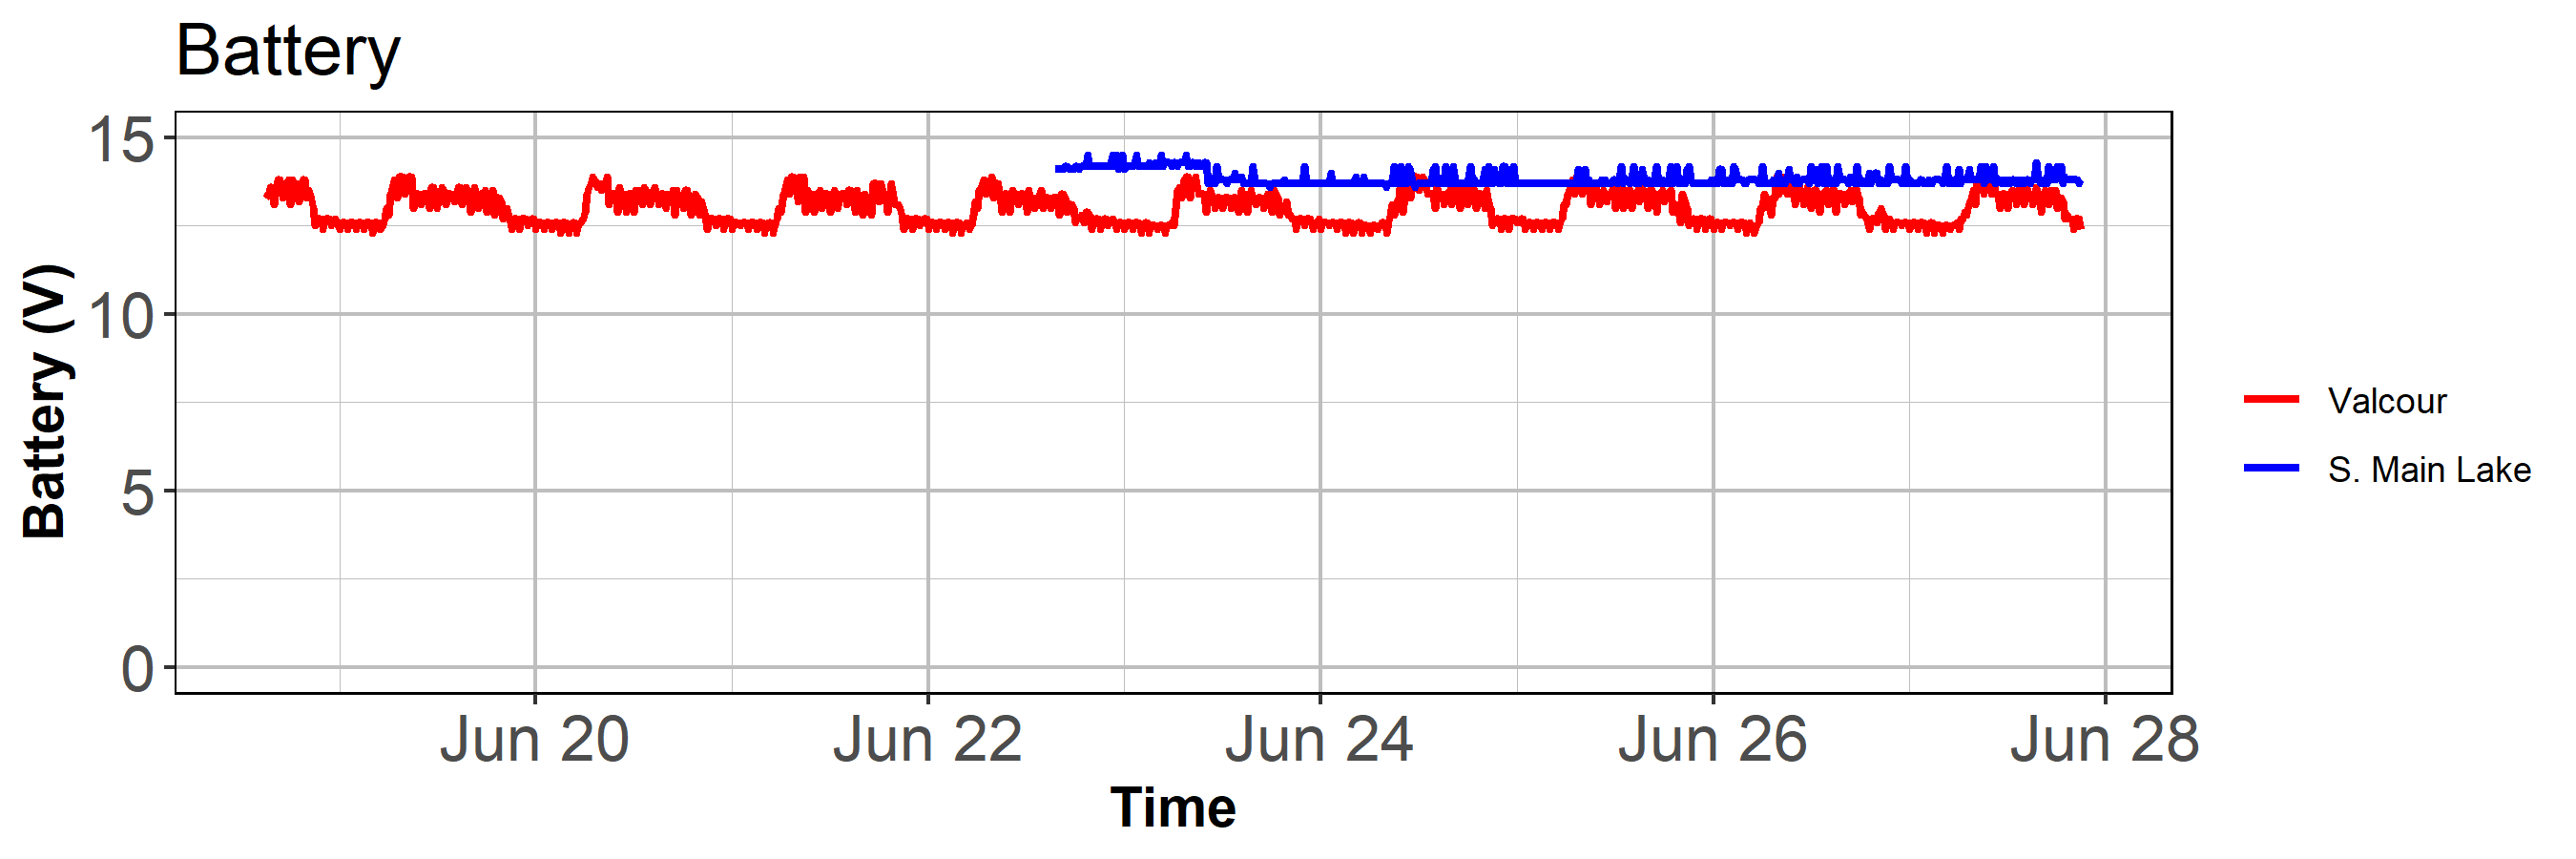 Battery
15
10
5
0
Battery (V)
Jun 20
Jun 22
Jun 24
Jun 26
Jun 28
Time
Valcour
S. Main Lake